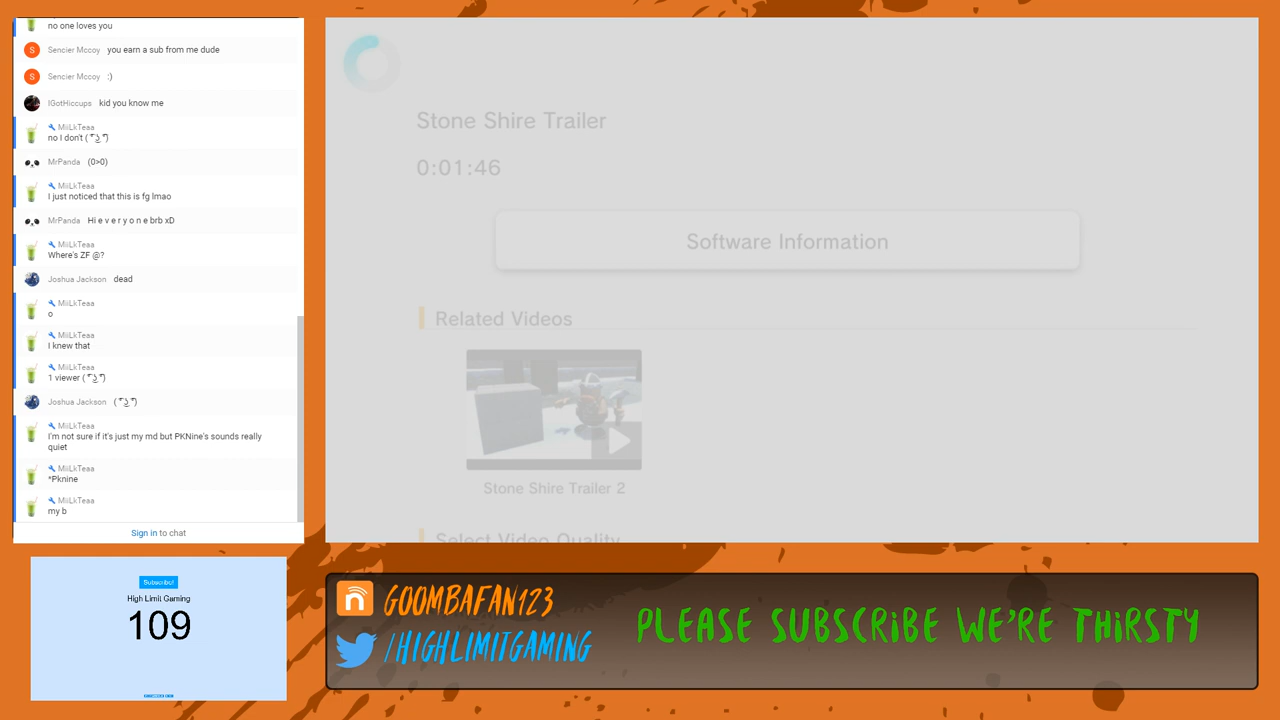 no one loves you
S Sencier Mccoy you earn a sub from me dude
S Sencier Mccoy :)
IGotHiccups kid you know me
MiiLkTeaa
no I don't ( ͡° ͜ʖ ͡°)
MrPanda (0>0)
MiiLkTeaa
I just noticed that this is fg lmao
MrPanda Hi e v e r y o n e brb xD
MiiLkTeaa
Where's ZF @?
Joshua Jackson dead
MiiLkTeaa
o
MiiLkTeaa
I knew that
MiiLkTeaa
1 viewer ( ͡° ͜ʖ ͡°)
Joshua Jackson ( ͡° ͜ʖ ͡°)
MiiLkTeaa
I'm not sure if it's just my md but PKNine's sounds really
quiet
MiiLkTeaa
*Pknine
MiiLkTeaa
my b
Sign in to chat
Stone Shire Trailer
0:01:46
Software Information
Related Videos
Stone Shire Trailer 2
Select Video Quality
Subscribe!
High Limit Gaming
109
GOOMBAFAN123
/HIGHLIMITGAMING
PLEASE SUBSCRIBE WE'RE THIRSTY